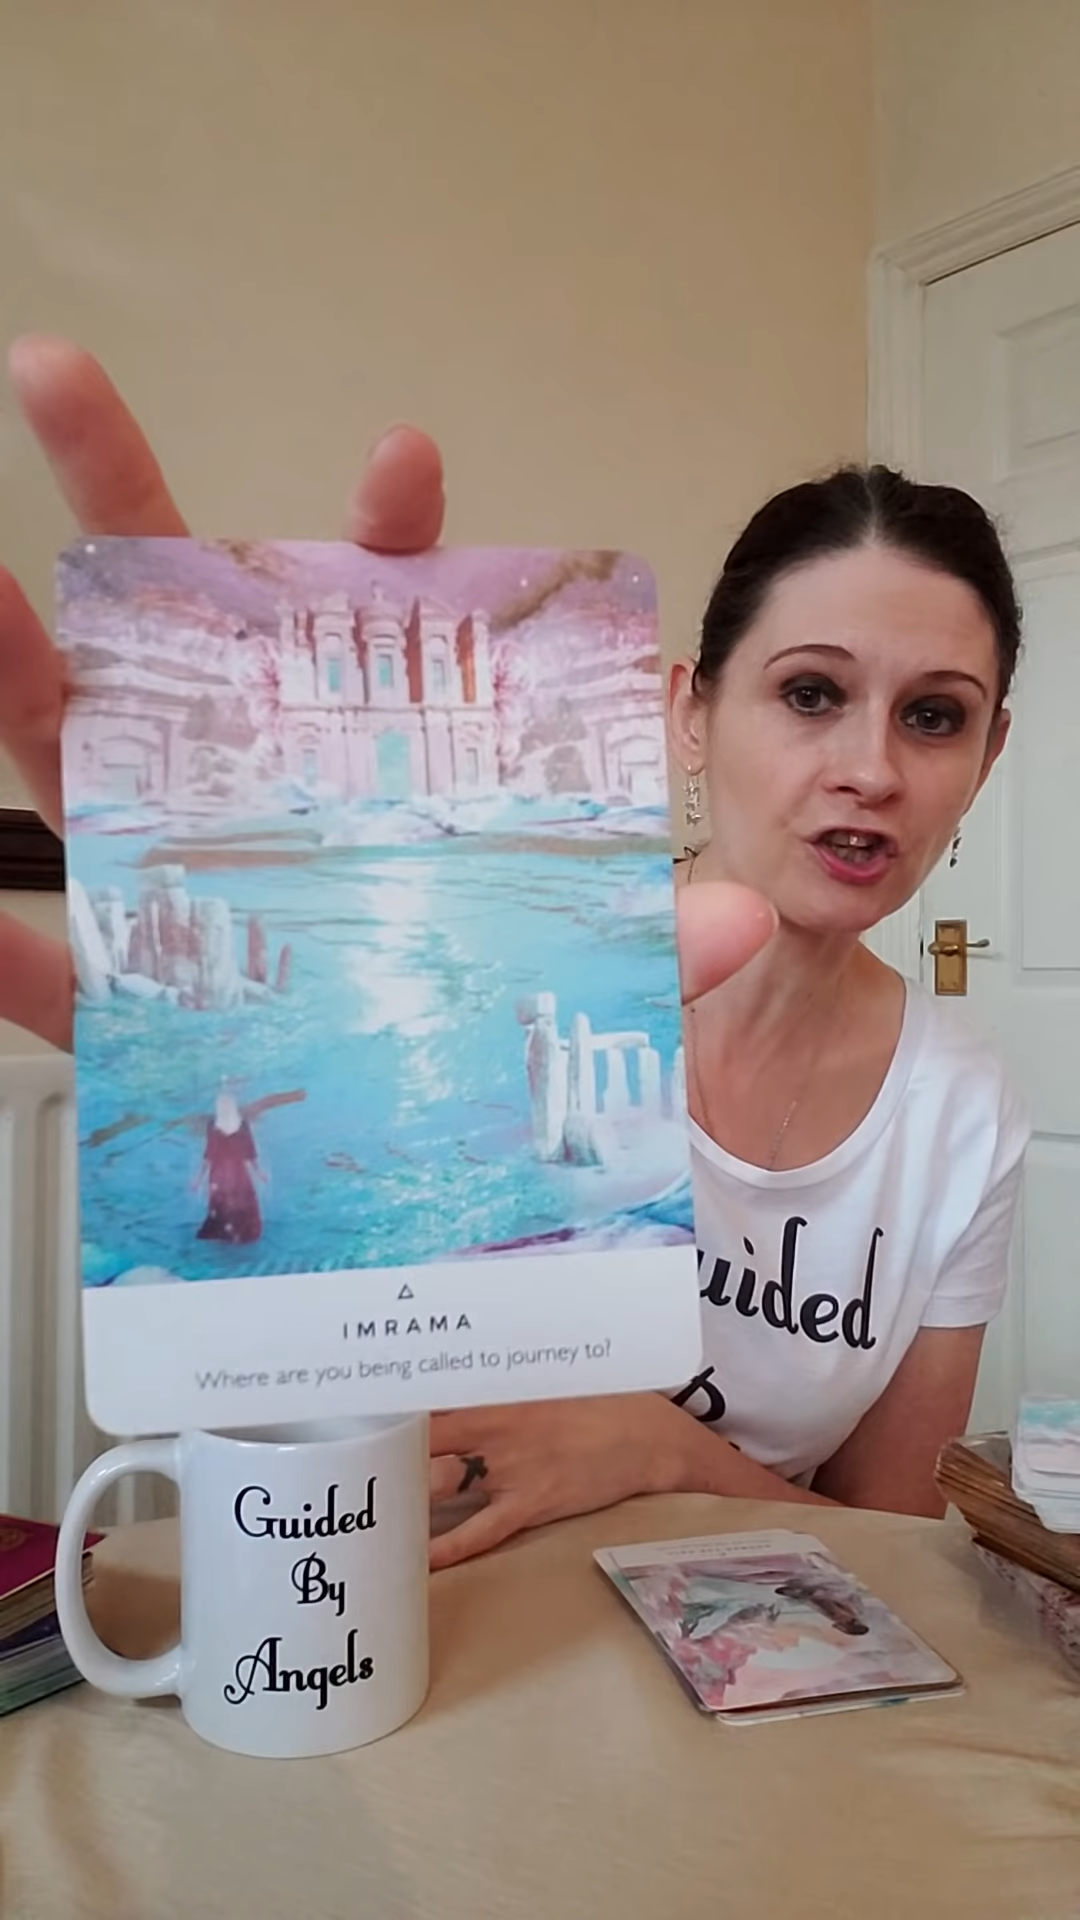 IMRAMA
Where are you being called to journey to?
uided
Guided
By
Angels